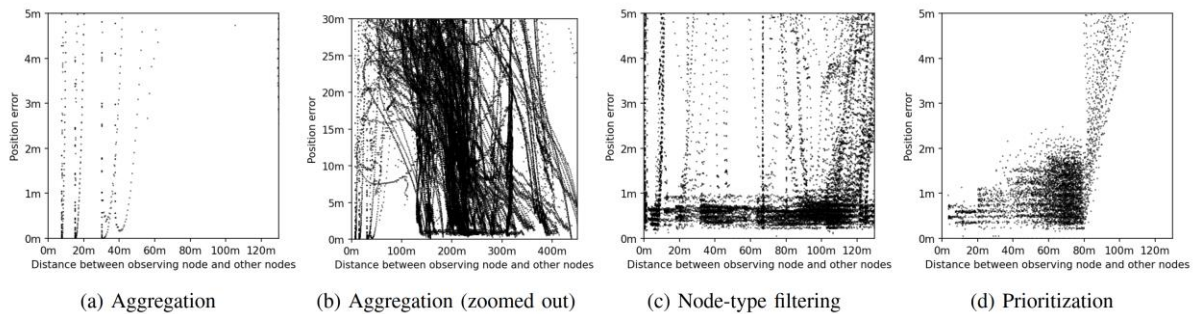 5m
4m
3m
2m
1m
0m
0m 20m 40m 60m 80m 100m 120m
Position error
Distance between observing node and other nodes
(a) Aggregation
30m
25m
20m
15m
10m
5m
0m
0m 100m 200m 300m 400m
Position error
Distance between observing node and other nodes
(b) Aggregation (zoomed out)
5m
4m
3m
2m
1m
0m
0m 20m 40m 60m 80m 100m 120m
Position error
Distance between observing node and other nodes
(c) Node-type filtering
5m
4m
3m
2m
1m
0m
0m 20m 40m 60m 80m 100m 120m
Position error
Distance between observing node and other nodes
(d) Prioritization